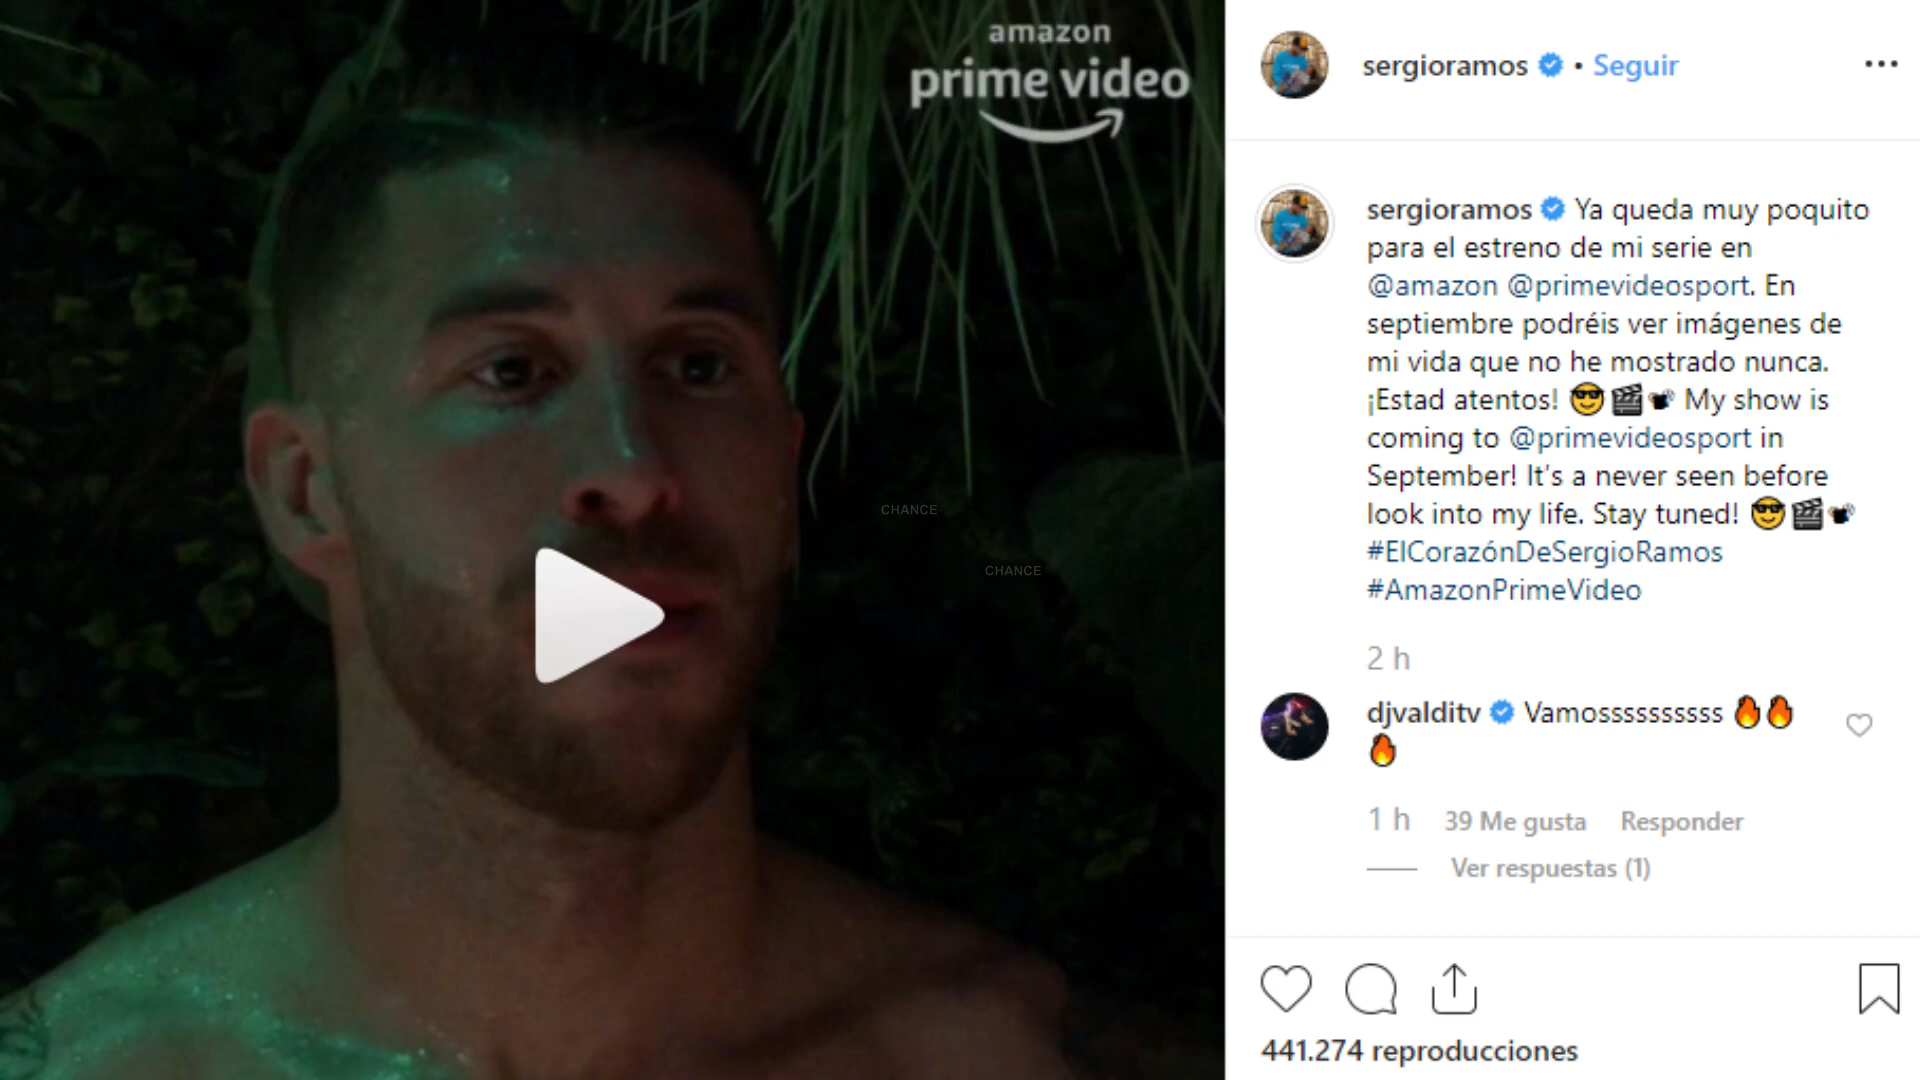 amazon
prime video
CHANCE
CHANCE
sergioramos • Seguir
sergioramos Ya queda muy poquito
para el estreno de mi serie en
@amazon @primevideosport. En
septiembre podréis ver imágenes de
mi vida que no he mostrado nunca.
¡Estad atentos! 😎🎬📽 My show is
coming to @primevideosport in
September! It's a never seen before
look into my life. Stay tuned! 😎🎬📽
#ElCorazónDeSergioRamos
#AmazonPrimeVideo
2 h
djvalditv Vamossssssssss 🔥🔥
🔥
1 h 39 Me gusta Responder
Ver respuestas (1)
441.274 reproducciones